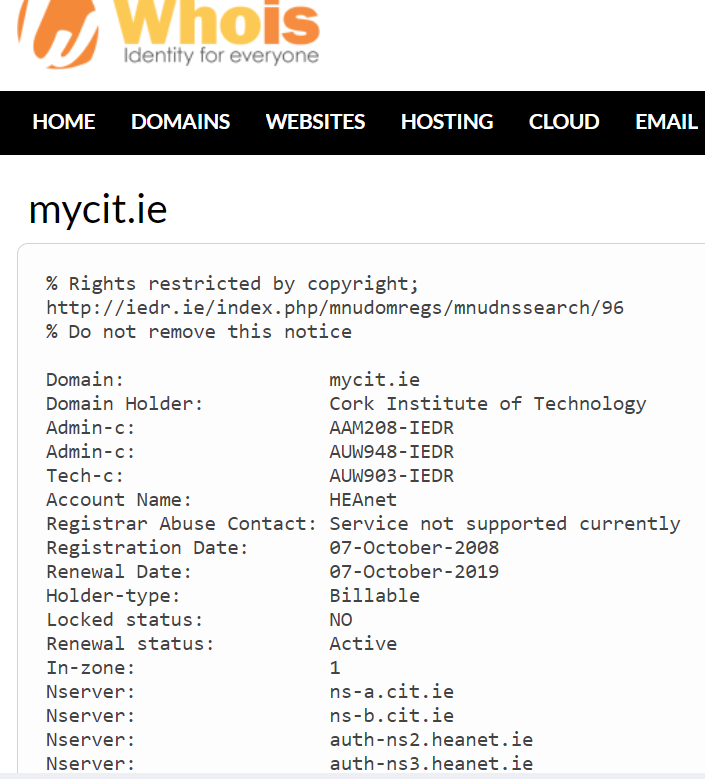 Whois
Identity for everyone
HOME DOMAINS WEBSITES HOSTING CLOUD EMAIL
mycit.ie
% Rights restricted by copyright;
http://iedr.ie/index.php/mnudomregs/mnudnssearch/96
% Do not remove this notice
Domain: mycit.ie
Domain Holder: Cork Institute of Technology
Admin-c: AAM208-IEDR
Admin-c: AUW948-IEDR
Tech-c: AUW903-IEDR
Account Name: HEAnet
Registrar Abuse Contact: Service not supported currently
Registration Date: 07-October-2008
Renewal Date: 07-October-2019
Holder-type: Billable
Locked status: NO
Renewal status: Active
In-zone: 1
Nserver: ns-a.cit.ie
Nserver: ns-b.cit.ie
Nserver: auth-ns2.heanet.ie
Nserver: auth-ns3.heanet.ie